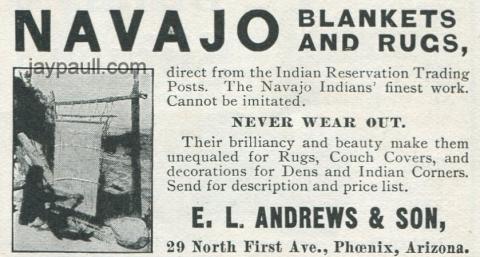 NAVAJO BLANKETS
AND RUGS,
jaypaull.com
direct from the Indian Reservation Trading
Posts. The Navajo Indians' finest work.
Cannot be imitated.
NEVER WEAR OUT.
Their brilliancy and beauty make them
unequaled for Rugs, Couch Covers, and
decorations for Dens and Indian Corners.
Send for description and price list.
E. L. ANDREWS & SON,
29 North First Ave., Phœnix, Arizona.